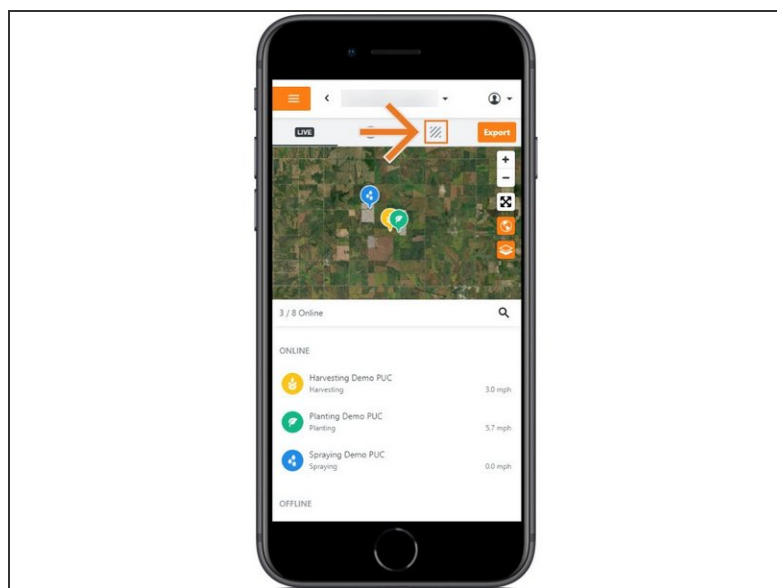 LIVE
Export
+
-
3 / 8 Online
ONLINE
Harvesting Demo PUC
Harvesting
3.0 mph
Planting Demo PUC
Planting
5.7 mph
Spraying Demo PUC
Spraying
0.0 mph
OFFLINE